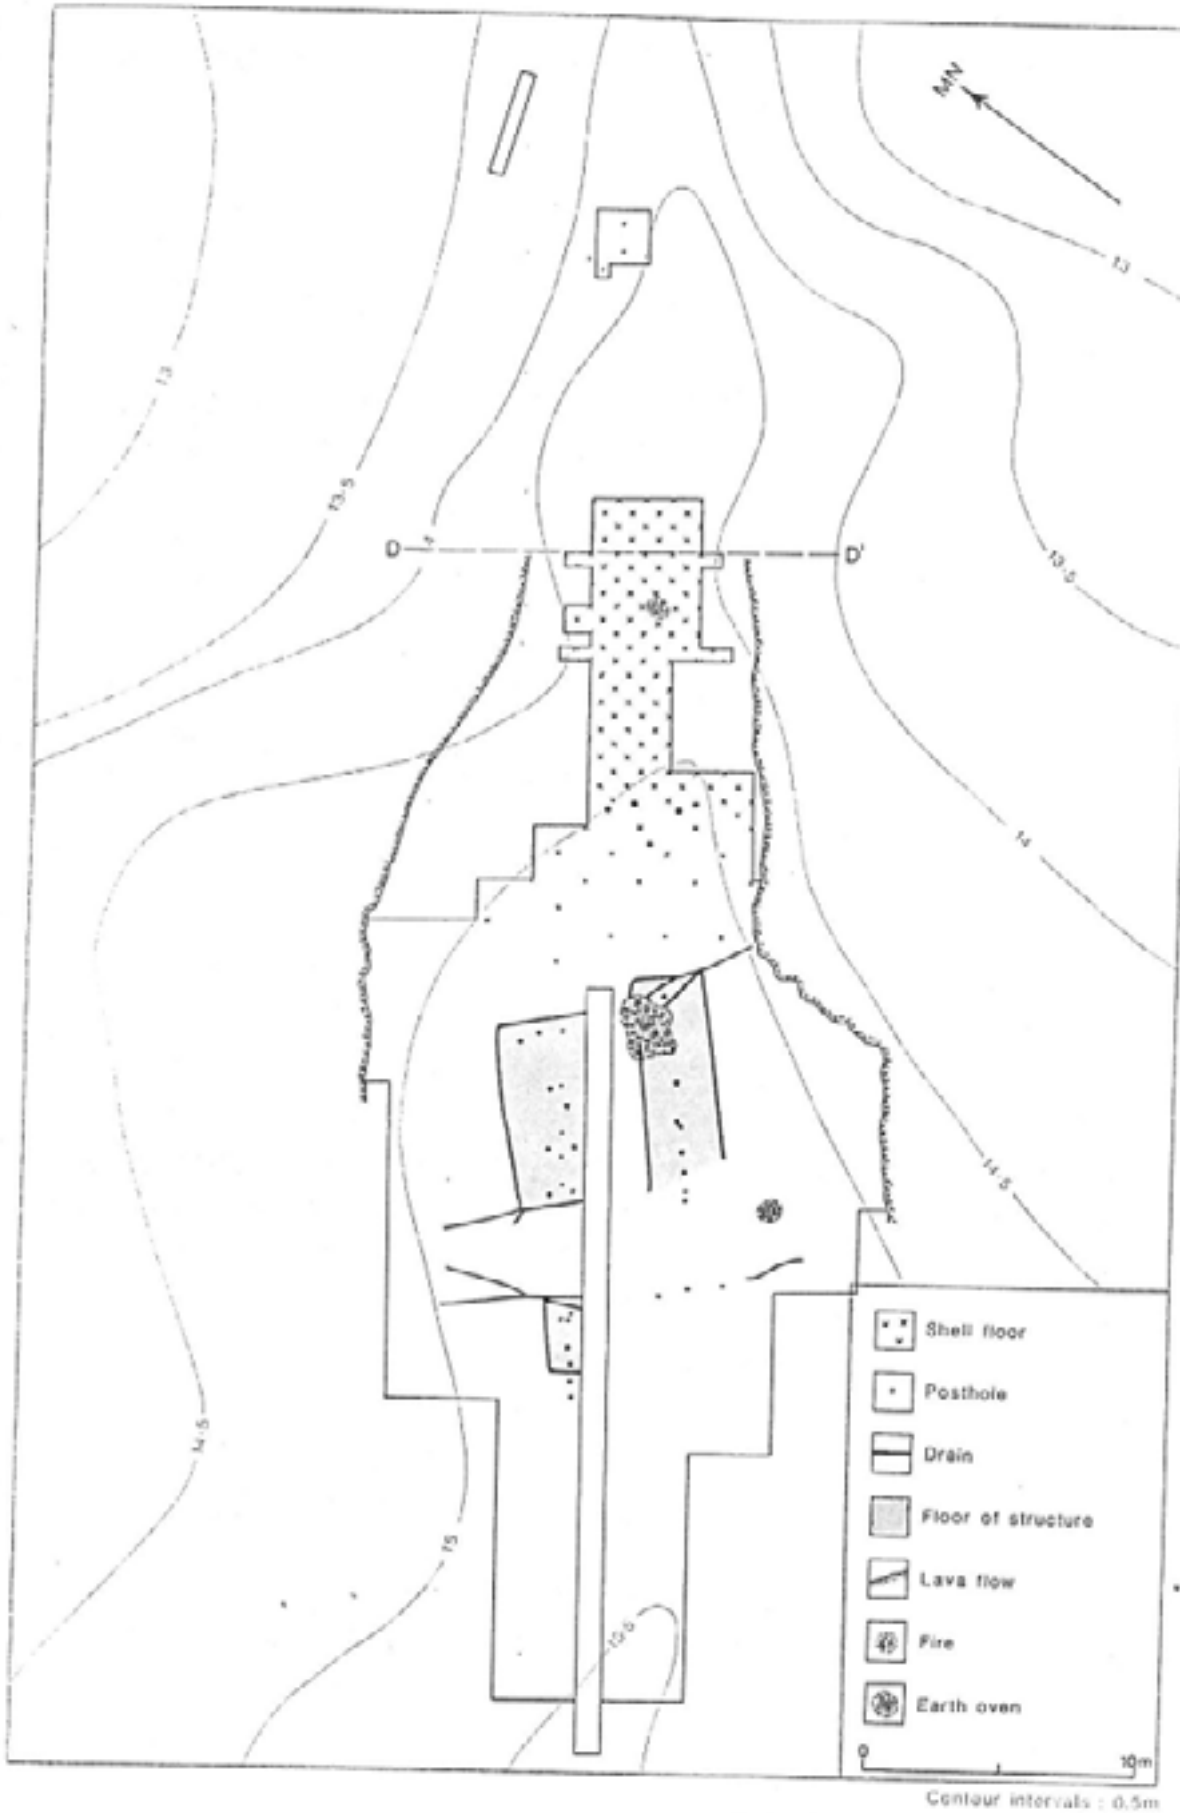 MN
13
13
13·5
D
14
D'
13·5
14
14·5
14·5
15
15·5
Shell floor
Posthole
Drain
Floor of structure
Lava flow
Fire
Earth oven
0
10m
Contour intervals : 0.5m